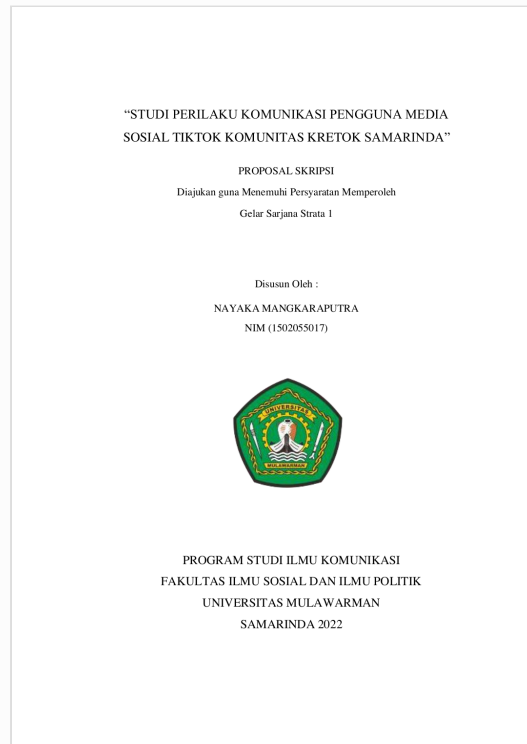 “STUDI PERILAKU KOMUNIKASI PENGGUNA MEDIA
SOSIAL TIKTOK KOMUNITAS KRETOK SAMARINDA”
PROPOSAL SKRIPSI
Diajukan guna Menemuhi Persyaratan Memperoleh
Gelar Sarjana Strata 1
Disusun Oleh :
NAYAKA MANGKARAPUTRA
NIM (1502055017)
UNIVERSITAS
MULAWARMAN
PROGRAM STUDI ILMU KOMUNIKASI
FAKULTAS ILMU SOSIAL DAN ILMU POLITIK
UNIVERSITAS MULAWARMAN
SAMARINDA 2022